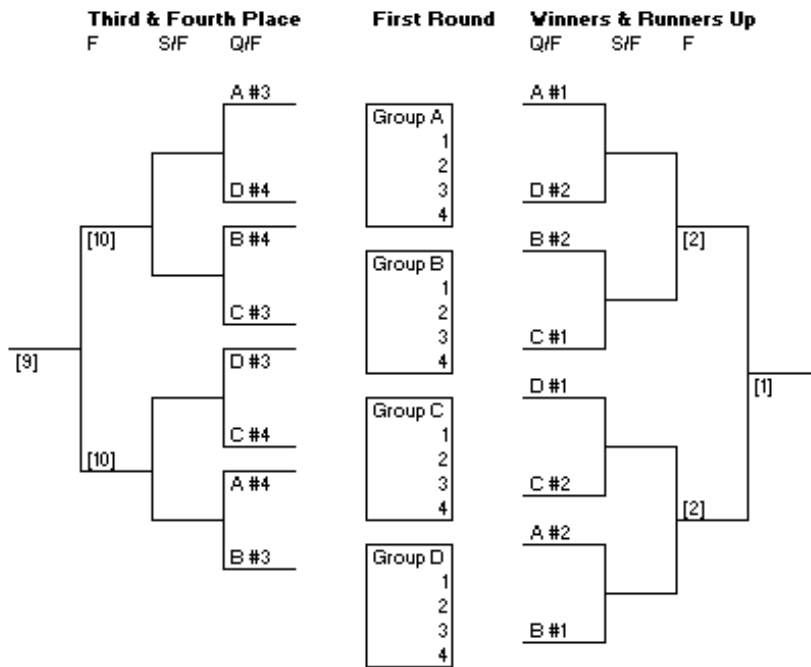 Third & Fourth Place
First Round
Winners & Runners Up
F
S/F
Q/F
Q/F
S/F
F
A #3
D #4
[10]
B #4
C #3
[9]
D #3
C #4
[10]
A #4
B #3
Group A
1
2
3
4
Group B
1
2
3
4
Group C
1
2
3
4
Group D
1
2
3
4
A #1
D #2
B #2
[2]
C #1
D #1
[1]
C #2
[2]
A #2
B #1